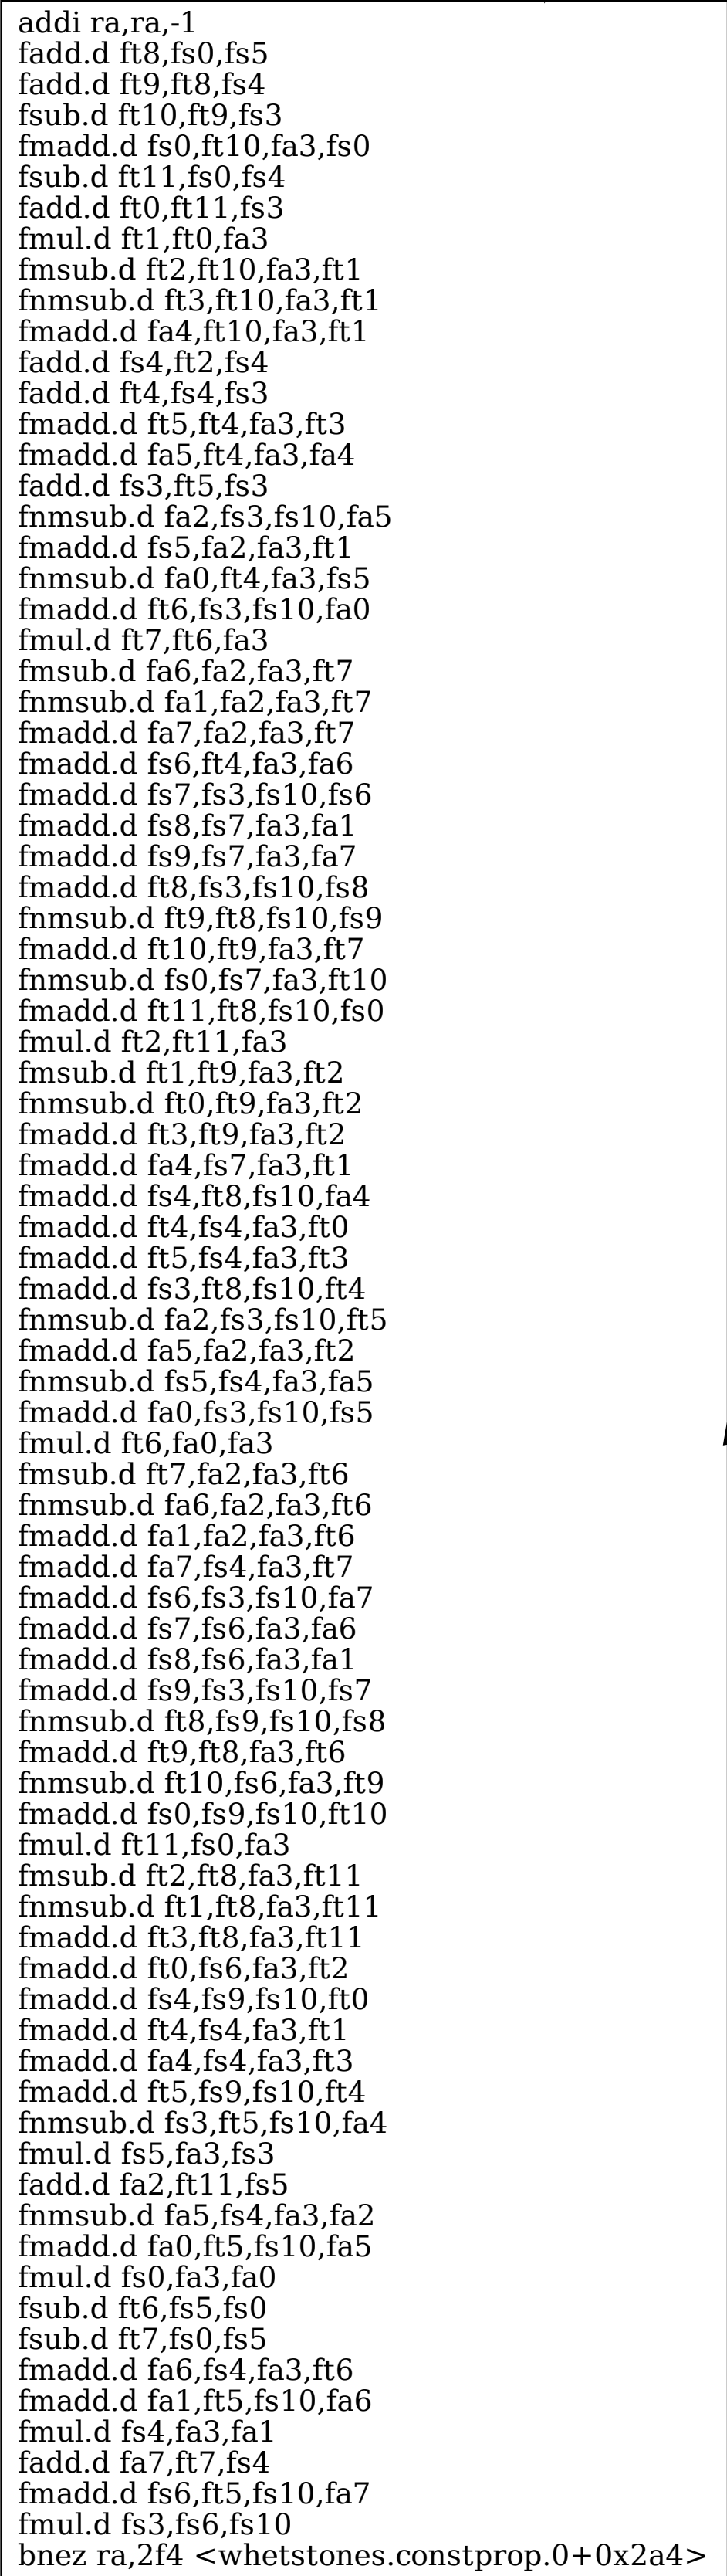 addi ra,ra,-1
fadd.d ft8,fs0,fs5
fadd.d ft9,ft8,fs4
fsub.d ft10,ft9,fs3
fmadd.d fs0,ft10,fa3,fs0
fsub.d ft11,fs0,fs4
fadd.d ft0,ft11,fs3
fmul.d ft1,ft0,fa3
fmsub.d ft2,ft10,fa3,ft1
fnmsub.d ft3,ft10,fa3,ft1
fmadd.d fa4,ft10,fa3,ft1
fadd.d fs4,ft2,fs4
fadd.d ft4,fs4,fs3
fmadd.d ft5,ft4,fa3,ft3
fmadd.d fa5,ft4,fa3,fa4
fadd.d fs3,ft5,fs3
fnmsub.d fa2,fs3,fs10,fa5
fmadd.d fs5,fa2,fa3,ft1
fnmsub.d fa0,ft4,fa3,fs5
fmadd.d ft6,fs3,fs10,fa0
fmul.d ft7,ft6,fa3
fmsub.d fa6,fa2,fa3,ft7
fnmsub.d fa1,fa2,fa3,ft7
fmadd.d fa7,fa2,fa3,ft7
fmadd.d fs6,ft4,fa3,fa6
fmadd.d fs7,fs3,fs10,fs6
fmadd.d fs8,fs7,fa3,fa1
fmadd.d fs9,fs7,fa3,fa7
fmadd.d ft8,fs3,fs10,fs8
fnmsub.d ft9,ft8,fs10,fs9
fmadd.d ft10,ft9,fa3,ft7
fnmsub.d fs0,fs7,fa3,ft10
fmadd.d ft11,ft8,fs10,fs0
fmul.d ft2,ft11,fa3
fmsub.d ft1,ft9,fa3,ft2
fnmsub.d ft0,ft9,fa3,ft2
fmadd.d ft3,ft9,fa3,ft2
fmadd.d fa4,fs7,fa3,ft1
fmadd.d fs4,ft8,fs10,fa4
fmadd.d ft4,fs4,fa3,ft0
fmadd.d ft5,fs4,fa3,ft3
fmadd.d fs3,ft8,fs10,ft4
fnmsub.d fa2,fs3,fs10,ft5
fmadd.d fa5,fa2,fa3,ft2
fnmsub.d fs5,fs4,fa3,fa5
fmadd.d fa0,fs3,fs10,fs5
fmul.d ft6,fa0,fa3
fmsub.d ft7,fa2,fa3,ft6
fnmsub.d fa6,fa2,fa3,ft6
fmadd.d fa1,fa2,fa3,ft6
fmadd.d fa7,fs4,fa3,ft7
fmadd.d fs6,fs3,fs10,fa7
fmadd.d fs7,fs6,fa3,fa6
fmadd.d fs8,fs6,fa3,fa1
fmadd.d fs9,fs3,fs10,fs7
fnmsub.d ft8,fs9,fs10,fs8
fmadd.d ft9,ft8,fa3,ft6
fnmsub.d ft10,fs6,fa3,ft9
fmadd.d fs0,fs9,fs10,ft10
fmul.d ft11,fs0,fa3
fmsub.d ft2,ft8,fa3,ft11
fnmsub.d ft1,ft8,fa3,ft11
fmadd.d ft3,ft8,fa3,ft11
fmadd.d ft0,fs6,fa3,ft2
fmadd.d fs4,fs9,fs10,ft0
fmadd.d ft4,fs4,fa3,ft1
fmadd.d fa4,fs4,fa3,ft3
fmadd.d ft5,fs9,fs10,ft4
fnmsub.d fs3,ft5,fs10,fa4
fmul.d fs5,fa3,fs3
fadd.d fa2,ft11,fs5
fnmsub.d fa5,fs4,fa3,fa2
fmadd.d fa0,ft5,fs10,fa5
fmul.d fs0,fa3,fa0
fsub.d ft6,fs5,fs0
fsub.d ft7,fs0,fs5
fmadd.d fa6,fs4,fa3,ft6
fmadd.d fa1,ft5,fs10,fa6
fmul.d fs4,fa3,fa1
fadd.d fa7,ft7,fs4
fmadd.d fs6,ft5,fs10,fa7
fmul.d fs3,fs6,fs10
bnez ra,2f4 <whetstones.constprop.0+0x2a4>